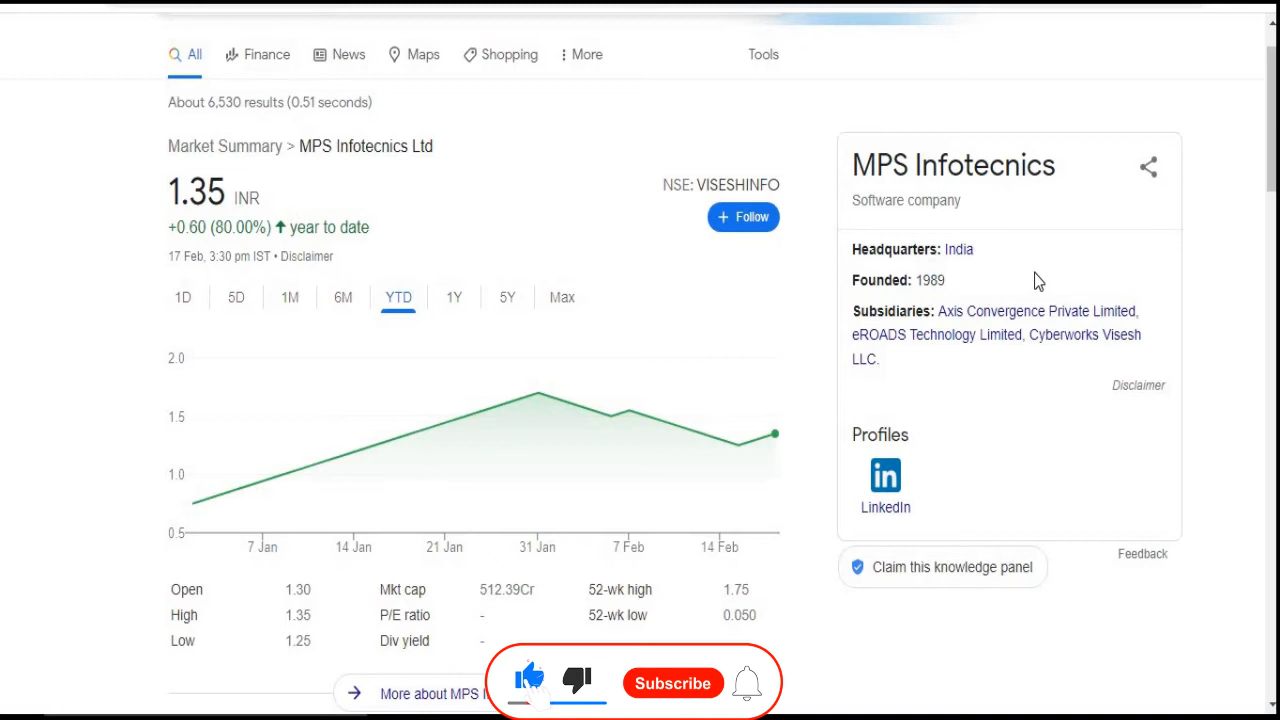 All Finance News Maps Shopping More Tools
About 6,530 results (0.51 seconds)
Market Summary > MPS Infotecnics Ltd
1.35 INR
NSE: VISESHINFO
+0.60 (80.00%) ↑ year to date
+ Follow
17 Feb, 3:30 pm IST • Disclaimer
1D 5D 1M 6M YTD 1Y 5Y Max
2.0
1.5
1.0
0.5
7 Jan 14 Jan 21 Jan 31 Jan 7 Feb 14 Feb
Open 1.30 Mkt cap 512.39Cr 52-wk high 1.75
High 1.35 P/E ratio - 52-wk low 0.050
Low 1.25 Div yield -
→ More about MPS I
MPS Infotecnics
Software company
Headquarters: India
Founded: 1989
Subsidiaries: Axis Convergence Private Limited,
eROADS Technology Limited, Cyberworks Visesh
LLC.
Disclaimer
Profiles
in
LinkedIn
Feedback
Claim this knowledge panel
Subscribe